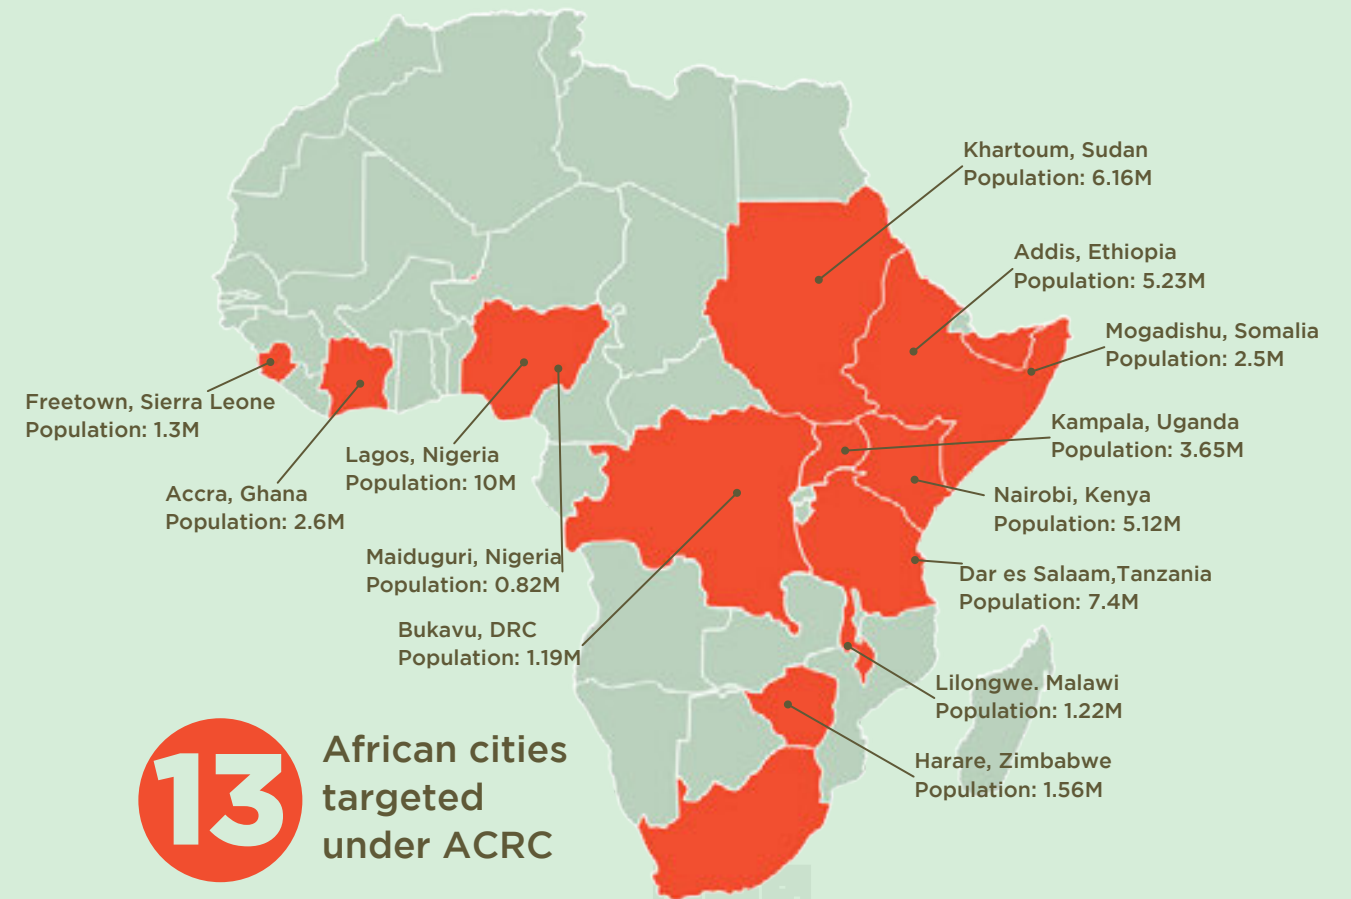 Khartoum, Sudan
Population: 6.16M
Addis, Ethiopia
Population: 5.23M
Mogadishu, Somalia
Population: 2.5M
Freetown, Sierra Leone
Population: 1.3M
Kampala, Uganda
Population: 3.65M
Lagos, Nigeria
Population: 10M
Accra, Ghana
Population: 2.6M
Nairobi, Kenya
Population: 5.12M
Maiduguri, Nigeria
Population: 0.82M
Dar es Salaam,Tanzania
Population: 7.4M
Bukavu, DRC
Population: 1.19M
Lilongwe. Malawi
Population: 1.22M
Harare, Zimbabwe
Population: 1.56M
13
African cities
targeted
under ACRC